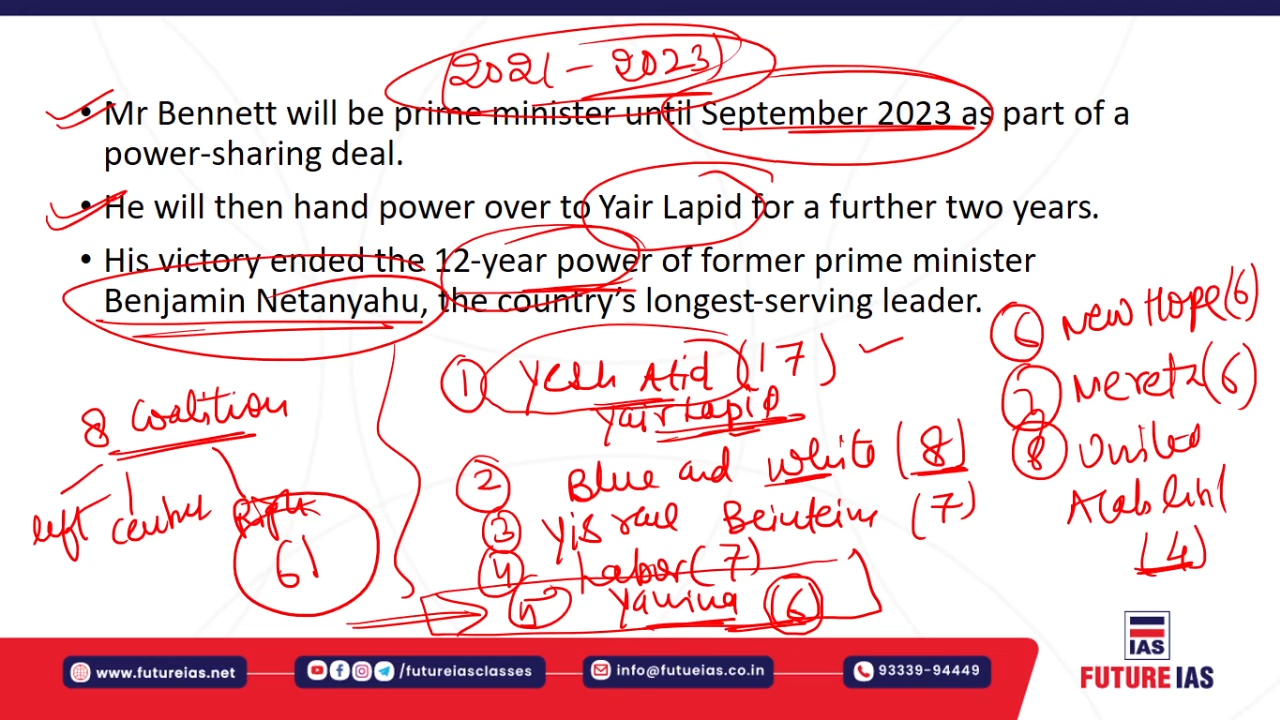 2021 - 2023
• Mr Bennett will be prime minister until September 2023 as part of a
power-sharing deal.
• He will then hand power over to Yair Lapid for a further two years.
• His victory ended the 12-year power of former prime minister
Benjamin Netanyahu, the country's longest-serving leader.
8 Coalition
left center Right
61
1 Yesh Atid (17)
Yair Lapid
2 Blue and white (8)
3 Yisrael Beiuteinu (7)
4 Labor (7)
5 Yamina 6
6 New Hope (6)
7 Meretz (6)
8 United
Arab list
(4)
www.futureias.net
/futureiasclasses
info@futueias.co.in
93339-94449
IAS
FUTURE IAS